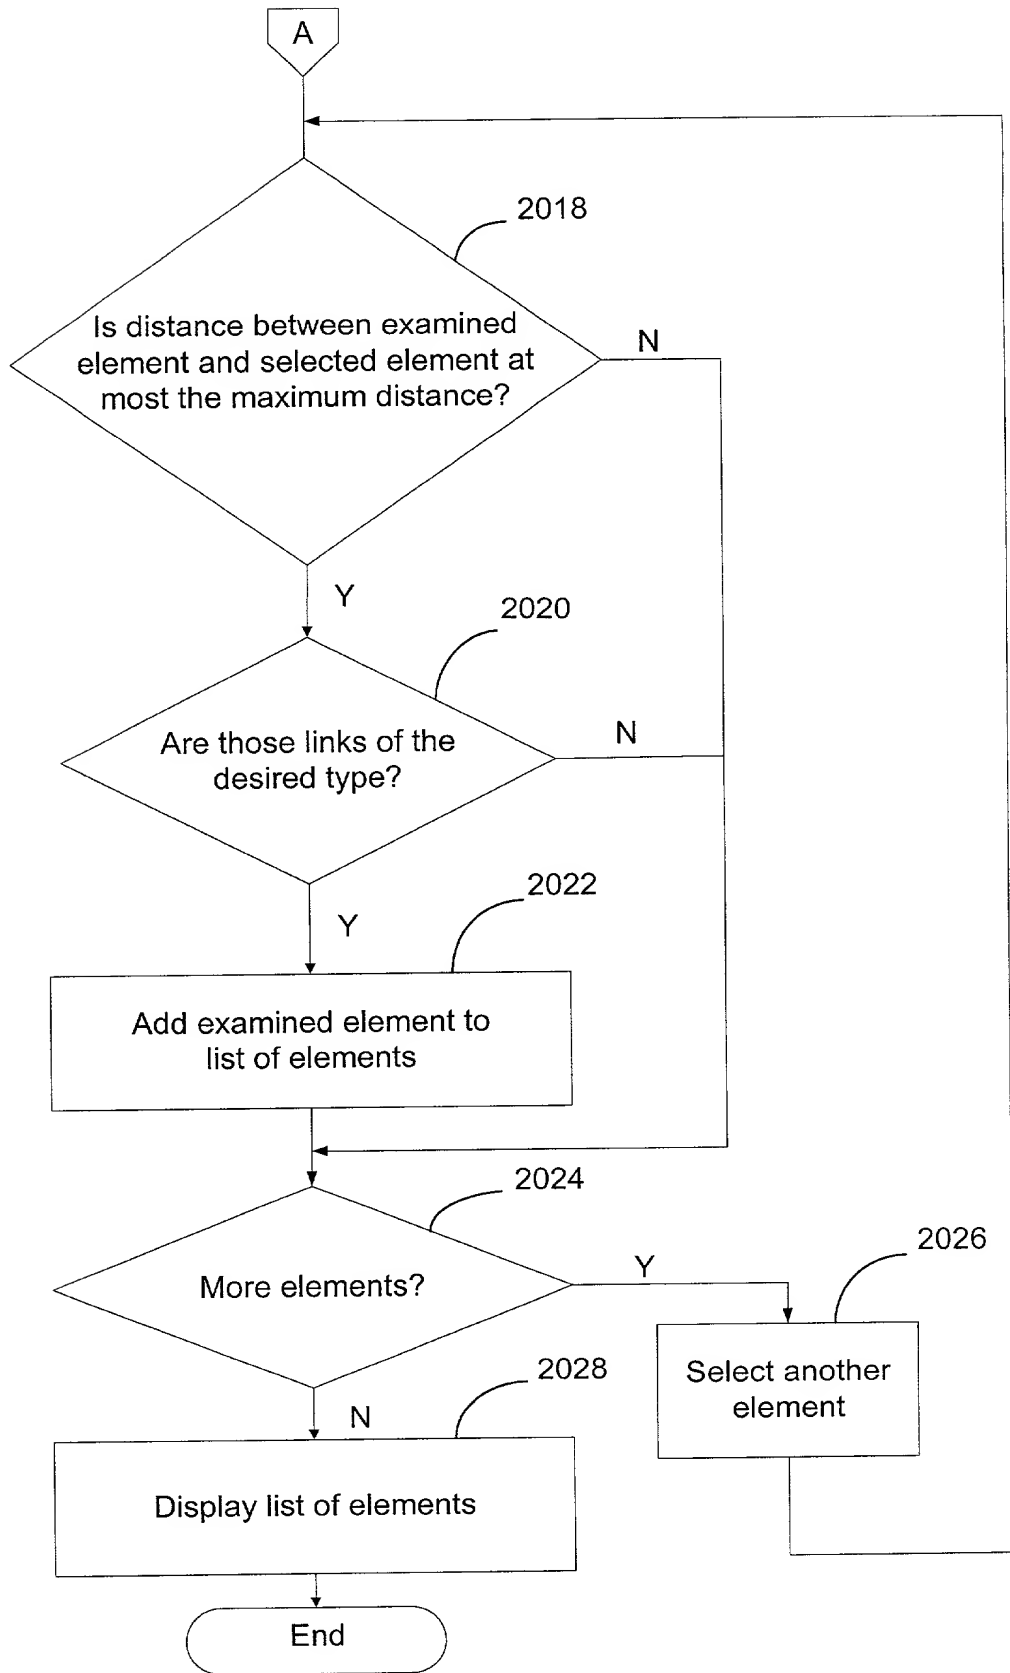 A
2018
Is distance between examined
element and selected element at
most the maximum distance?
N
Y
2020
Are those links of the
desired type?
N
Y
2022
Add examined element to
list of elements
2024
More elements?
Y
2026
Select another
element
N
2028
Display list of elements
End